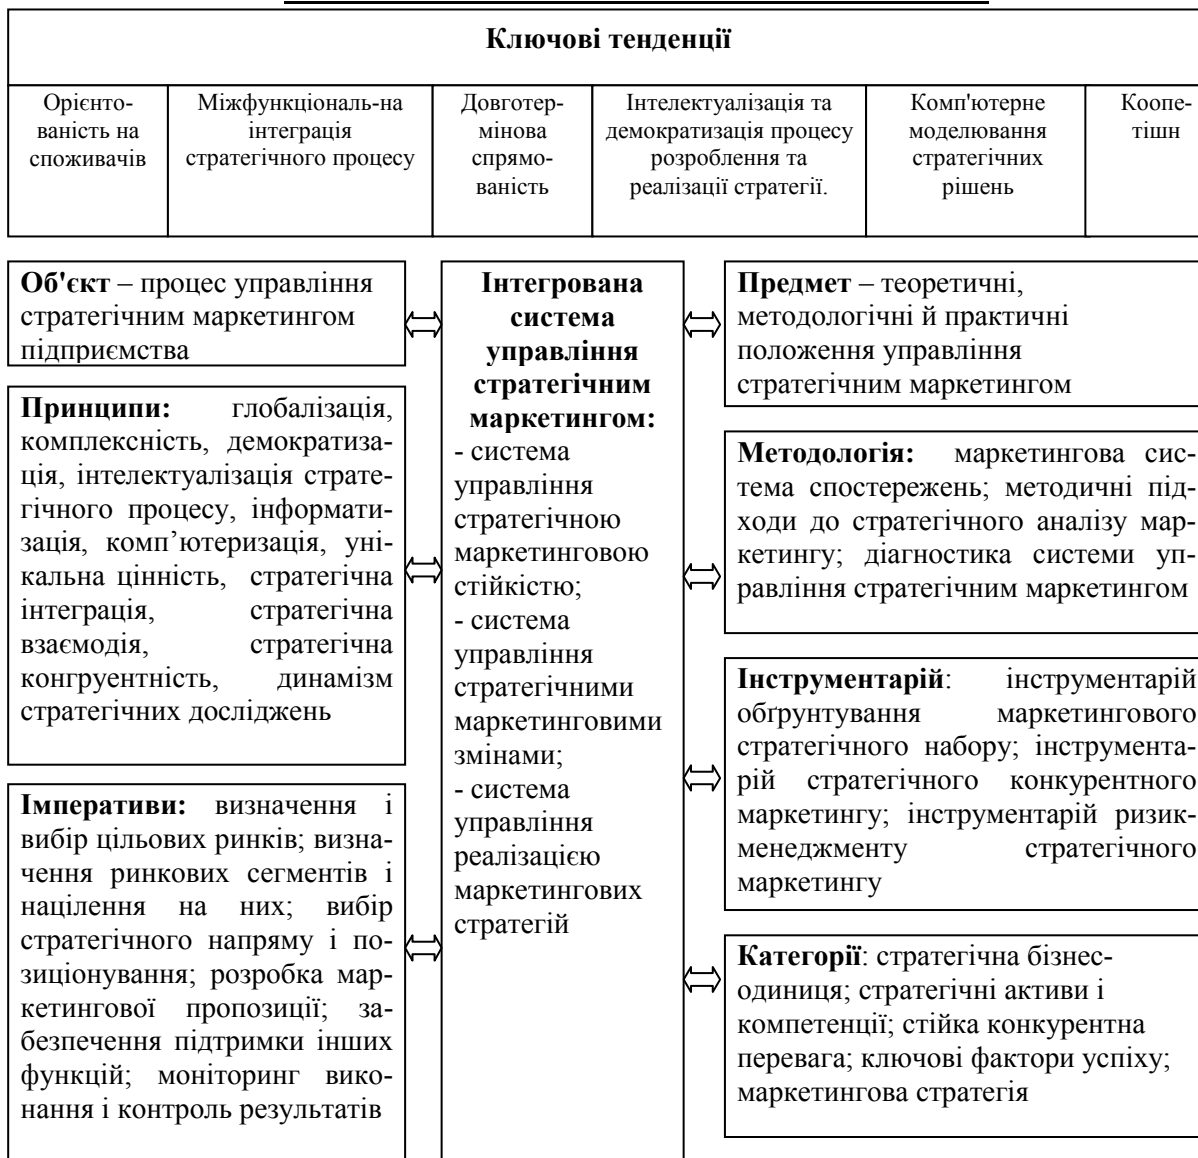 Ключові тенденції
Орієнто-
ваність на
споживачів
Міжфункціональ-на
інтеграція
стратегічного процесу
Довготер-
мінова
спрямо-
ваність
Інтелектуалізація та
демократизація процесу
розроблення та
реалізації стратегії.
Комп'ютерне
моделювання
стратегічних
рішень
Коопе-
тішн
Об'єкт – процес управління
стратегічним маркетингом
підприємства
Принципи: глобалізація,
комплексність, демократиза-
ція, інтелектуалізація страте-
гічного процесу, інформати-
зація, комп’ютеризація, уні-
кальна цінність, стратегічна
інтеграція, стратегічна
взаємодія, стратегічна
конгруентність, динамізм
стратегічних досліджень
Імперативи: визначення і
вибір цільових ринків; визна-
чення ринкових сегментів і
націлення на них; вибір
стратегічного напряму і по-
зиціонування; розробка мар-
кетингової пропозиції; за-
безпечення підтримки інших
функцій; моніторинг вико-
нання і контроль результатів
Інтегрована
система
управління
стратегічним
маркетингом:
- система
управління
стратегічною
маркетинговою
стійкістю;
- система
управління
стратегічними
маркетинговими
змінами;
- система
управління
реалізацією
маркетингових
стратегій
Предмет – теоретичні,
методологічні й практичні
положення управління
стратегічним маркетингом
Методологія: маркетингова сис-
тема спостережень; методичні під-
ходи до стратегічного аналізу мар-
кетингу; діагностика системи уп-
равління стратегічним маркетингом
Інструментарій: інструментарій
обґрунтування маркетингового
стратегічного набору; інструмента-
рій стратегічного конкурентного
маркетингу; інструментарій ризик-
менеджменту стратегічного
маркетингу
Категорії: стратегічна бізнес-
одиниця; стратегічні активи і
компетенції; стійка конкурентна
перевага; ключові фактори успіху;
маркетингова стратегія